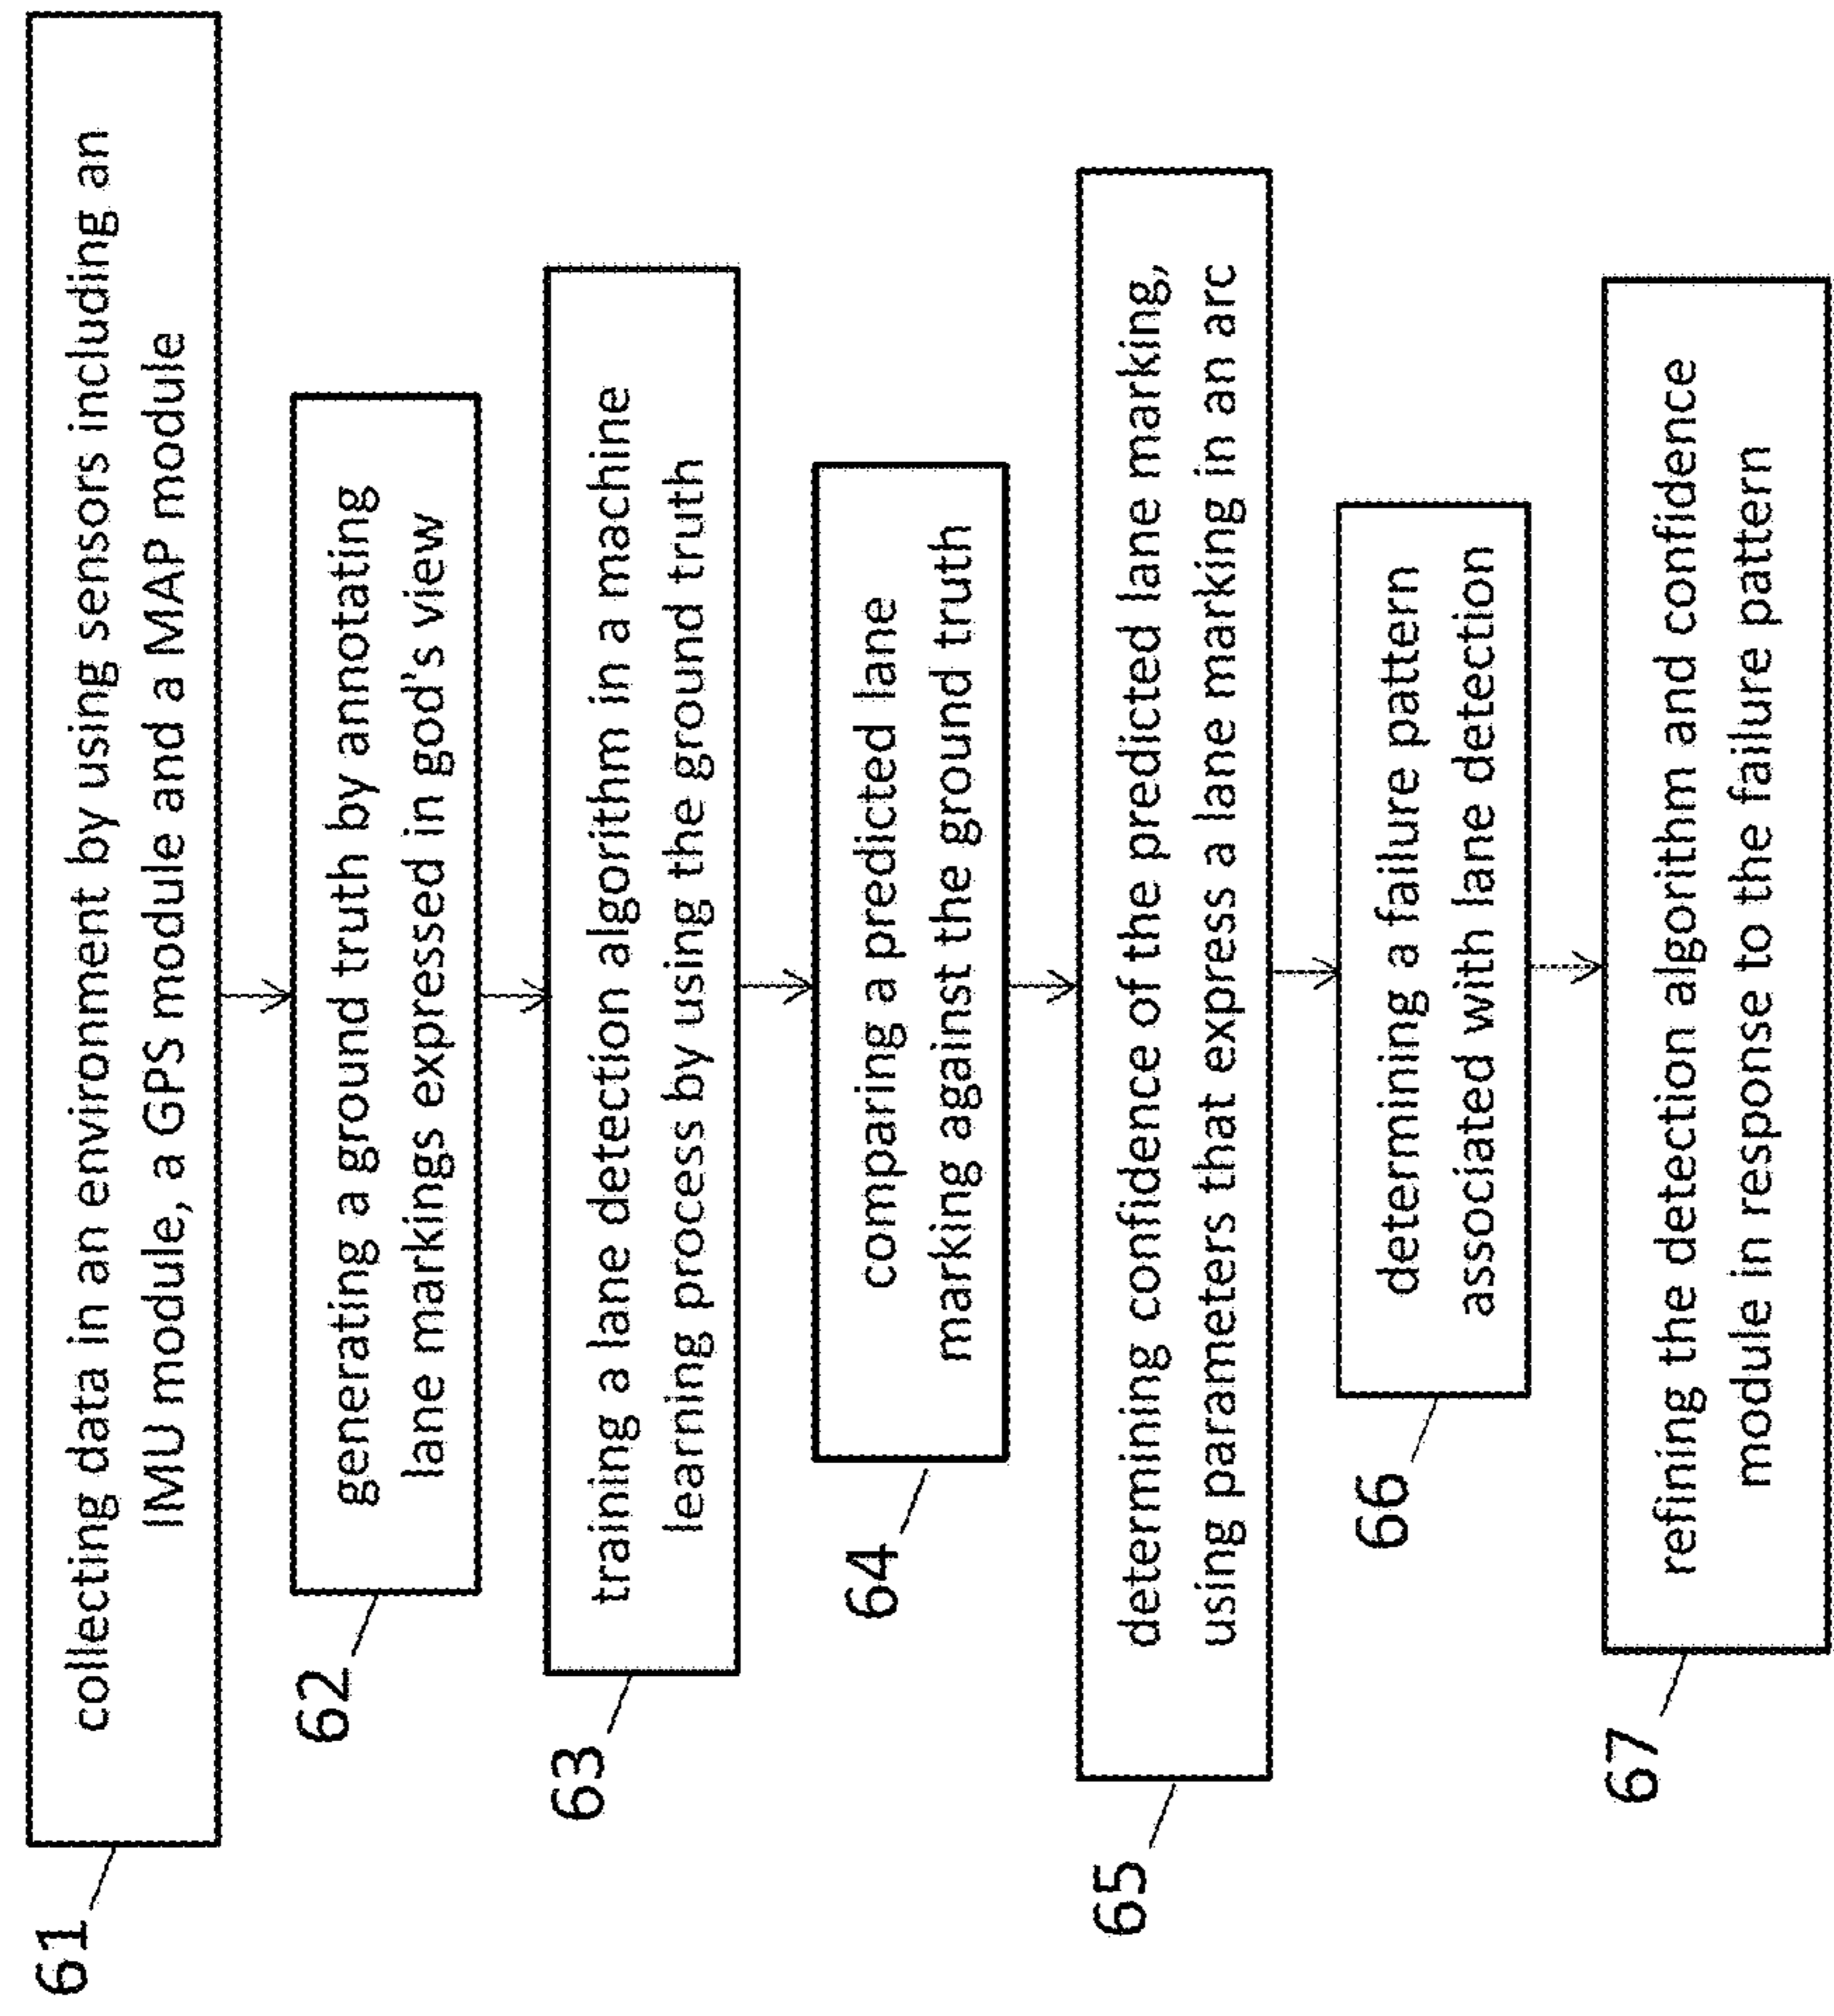 61
collecting data in an environment by using sensors including an
IMU module, a GPS module and a MAP module
62
generating a ground truth by annotating
lane markings expressed in god's view
63
training a lane detection algorithm in a machine
learning process by using the ground truth
64
comparing a predicted lane
marking against the ground truth
65
determining confidence of the predicted lane marking,
using parameters that express a lane marking in an arc
66
determining a failure pattern
associated with lane detection
67
refining the detection algorithm and confidence
module in response to the failure pattern